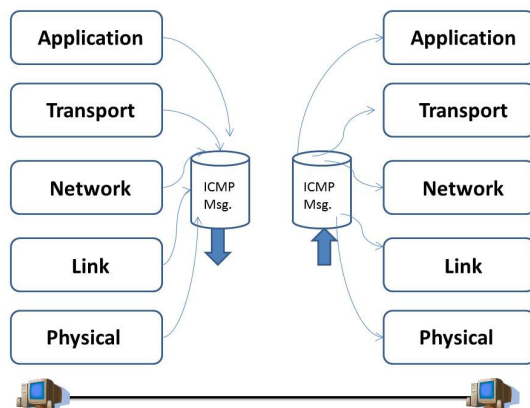 Application
Transport
Network
Link
Physical
ICMP
Msg.
ICMP
Msg.
Application
Transport
Network
Link
Physical